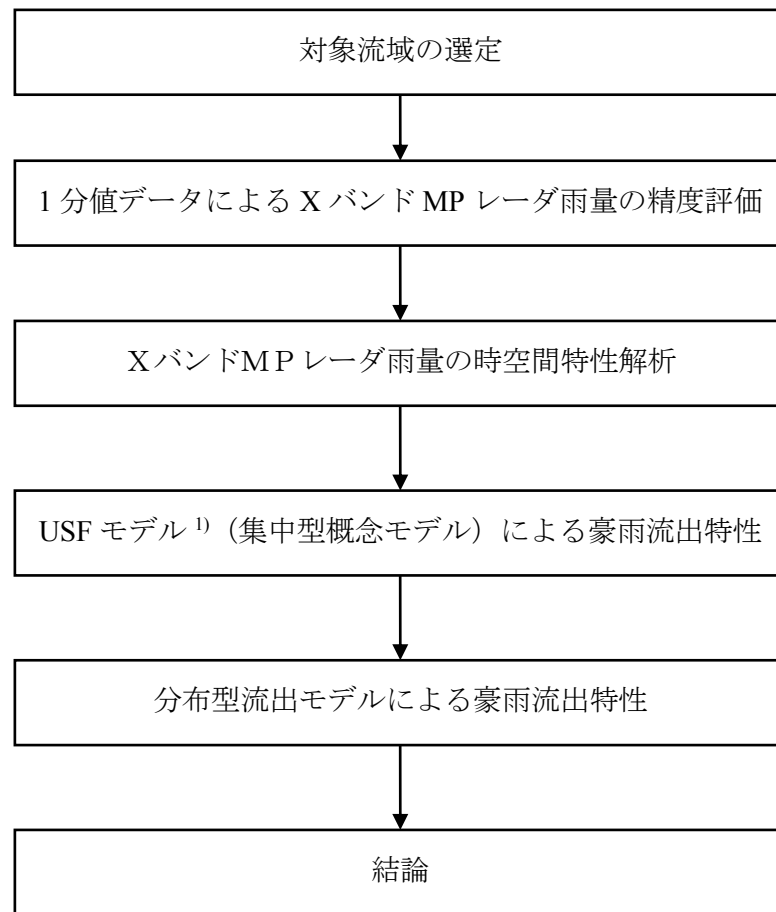 対象流域の選定
1 分値データによる X バンド MP レーダ雨量の精度評価
ＸバンドＭＰレーダ雨量の時空間特性解析
USF モデル 1)（集中型概念モデル）による豪雨流出特性
分布型流出モデルによる豪雨流出特性
結論